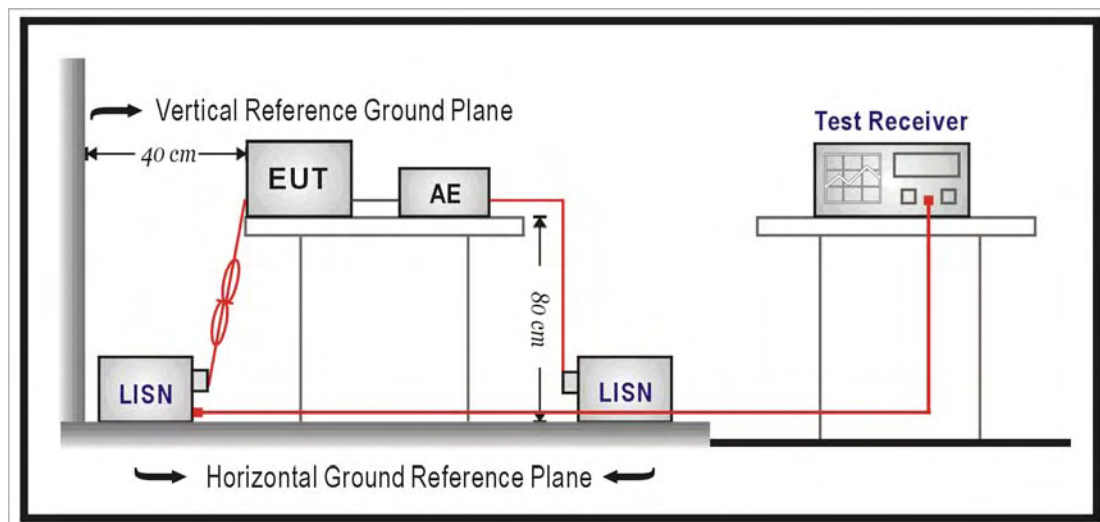 Vertical Reference Ground Plane
Test Receiver
40 cm
EUT
AE
80 cm
LISN
LISN
Horizontal Ground Reference Plane